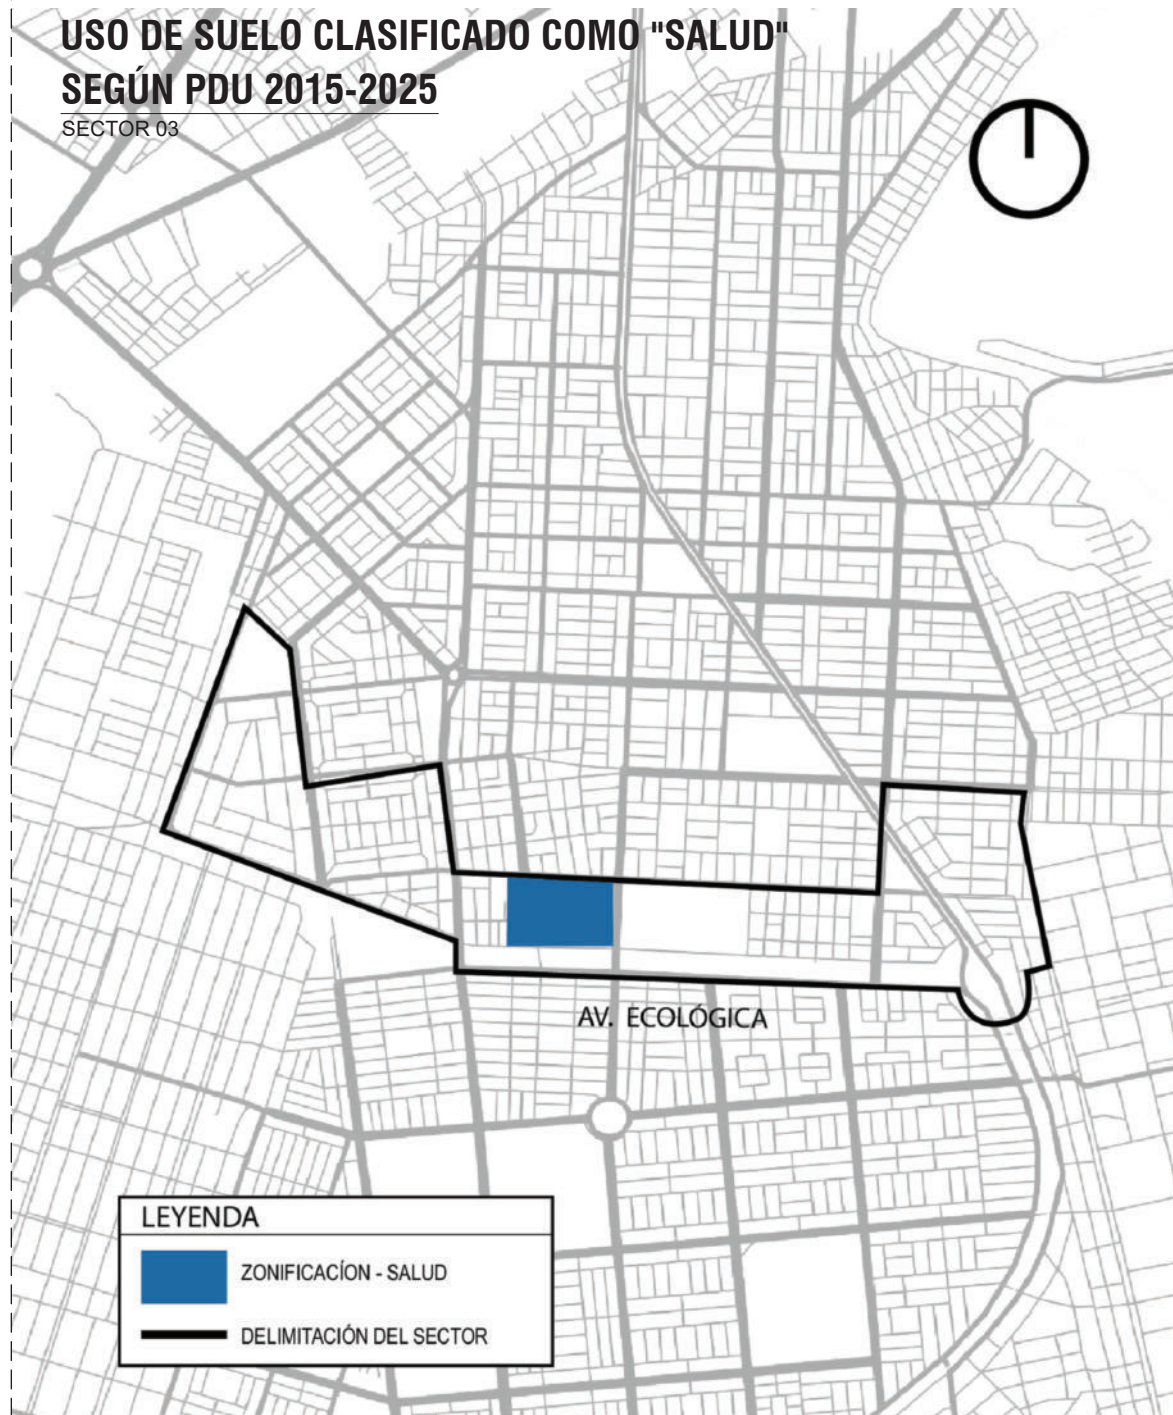 USO DE SUELO CLASIFICADO COMO "SALUD"
SEGÚN PDU 2015-2025
SECTOR 03
AV. ECOLÓGICA
LEYENDA
ZONIFICACÍON - SALUD
DELIMITACIÓN DEL SECTOR